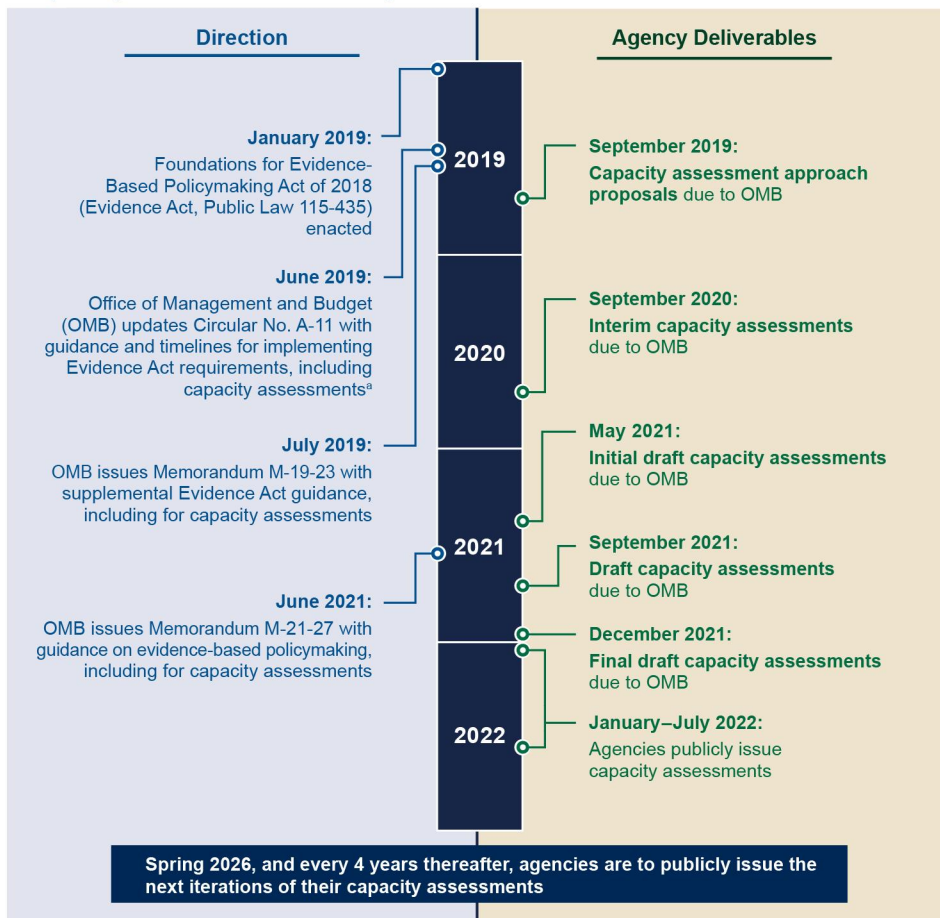 Direction
January 2019:
Foundations for Evidence-
Based Policymaking Act of 2018
(Evidence Act, Public Law 115-435)
enacted
June 2019:
Office of Management and Budget
(OMB) updates Circular No. A-11 with
guidance and timelines for implementing
Evidence Act requirements, including
capacity assessmentsᵃ
July 2019:
OMB issues Memorandum M-19-23 with
supplemental Evidence Act guidance,
including for capacity assessments
June 2021:
OMB issues Memorandum M-21-27 with
guidance on evidence-based policymaking,
including for capacity assessments
2019
2020
2021
2022
Agency Deliverables
September 2019:
Capacity assessment approach
proposals due to OMB
September 2020:
Interim capacity assessments
due to OMB
May 2021:
Initial draft capacity assessments
due to OMB
September 2021:
Draft capacity assessments
due to OMB
December 2021:
Final draft capacity assessments
due to OMB
January–July 2022:
Agencies publicly issue
capacity assessments
Spring 2026, and every 4 years thereafter, agencies are to publicly issue the
next iterations of their capacity assessments